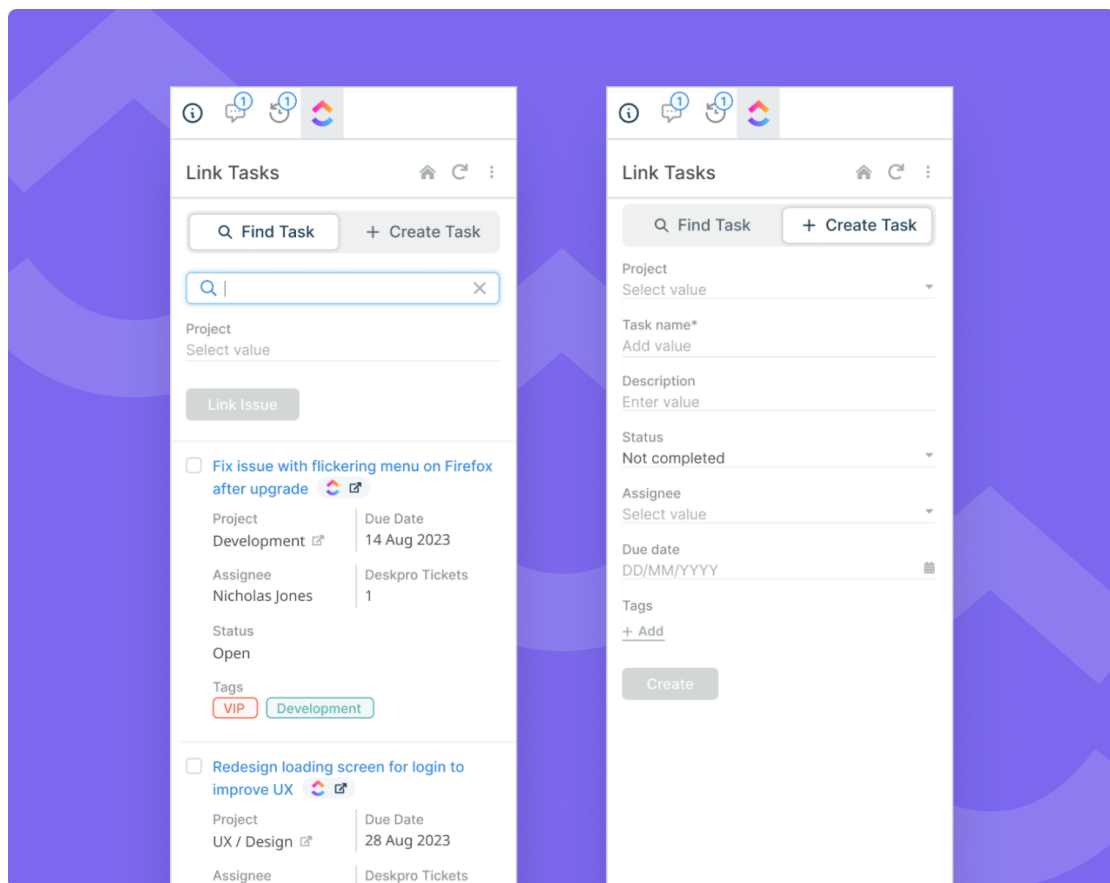 1 1
Link Tasks
Find Task + Create Task
Project
Select value
Link Issue
Fix issue with flickering menu on Firefox
after upgrade
Project Due Date
Development 14 Aug 2023
Assignee Deskpro Tickets
Nicholas Jones 1
Status
Open
Tags
VIP Development
Redesign loading screen for login to
improve UX
Project Due Date
UX / Design 28 Aug 2023
Assignee Deskpro Tickets
1 1
Link Tasks
Find Task + Create Task
Project
Select value
Task name*
Add value
Description
Enter value
Status
Not completed
Assignee
Select value
Due date
DD/MM/YYYY
Tags
+ Add
Create